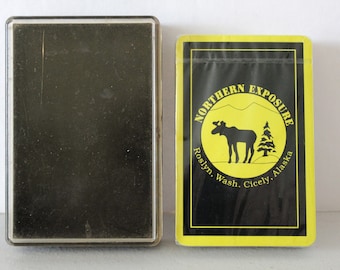 NORTHERN EXPOSURE
Roslyn, Wash. Cicely, Alaska